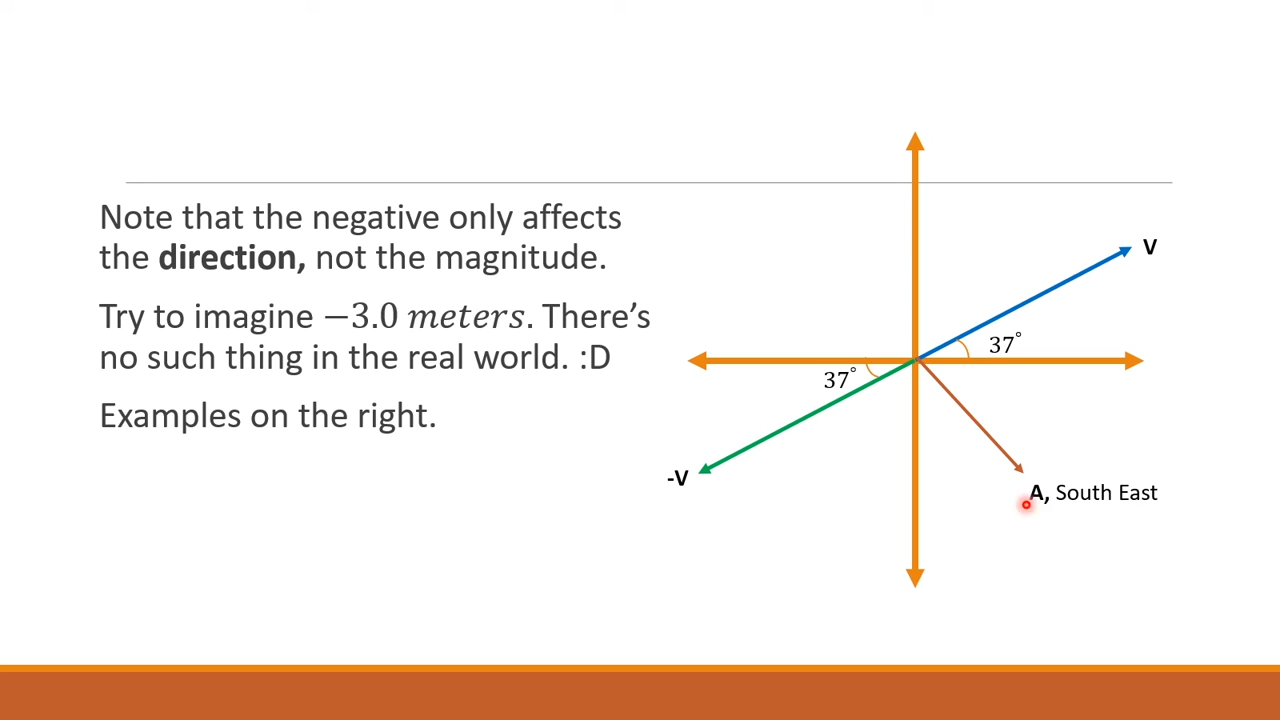 Note that the negative only affects
the direction, not the magnitude.
Try to imagine −3.0 meters. There’s
no such thing in the real world. :D
Examples on the right.
V
37°
37°
-V
A, South East